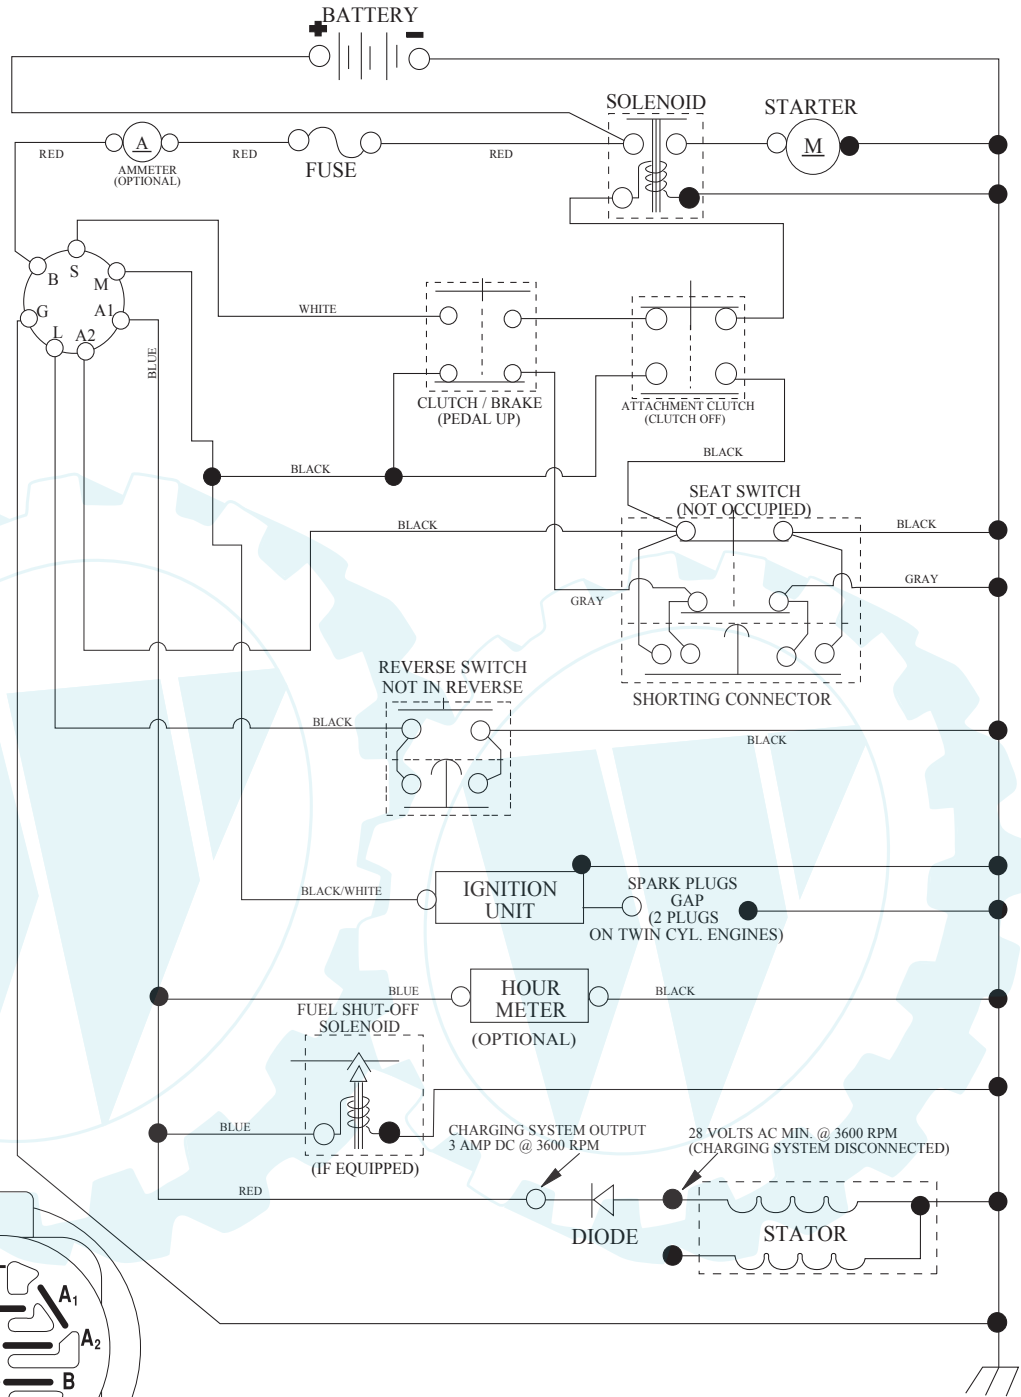 BATTERY
SOLENOID
STARTER
RED
A
AMMETER
(OPTIONAL)
RED
FUSE
RED
M
B
S
M
G
A1
L
A2
WHITE
BLUE
CLUTCH / BRAKE
(PEDAL UP)
ATTACHMENT CLUTCH
(CLUTCH OFF)
BLACK
BLACK
SEAT SWITCH
(NOT OCCUPIED)
BLACK
BLACK
GRAY
GRAY
SHORTING CONNECTOR
REVERSE SWITCH
NOT IN REVERSE
BLACK
BLACK
BLACK/WHITE
IGNITION
UNIT
SPARK PLUGS
GAP
(2 PLUGS
ON TWIN CYL. ENGINES)
BLUE
HOUR
METER
BLACK
(OPTIONAL)
FUEL SHUT-OFF
SOLENOID
BLUE
(IF EQUIPPED)
CHARGING SYSTEM OUTPUT
3 AMP DC @ 3600 RPM
28 VOLTS AC MIN. @ 3600 RPM
(CHARGING SYSTEM DISCONNECTED)
RED
DIODE
STATOR
A1
A2
B